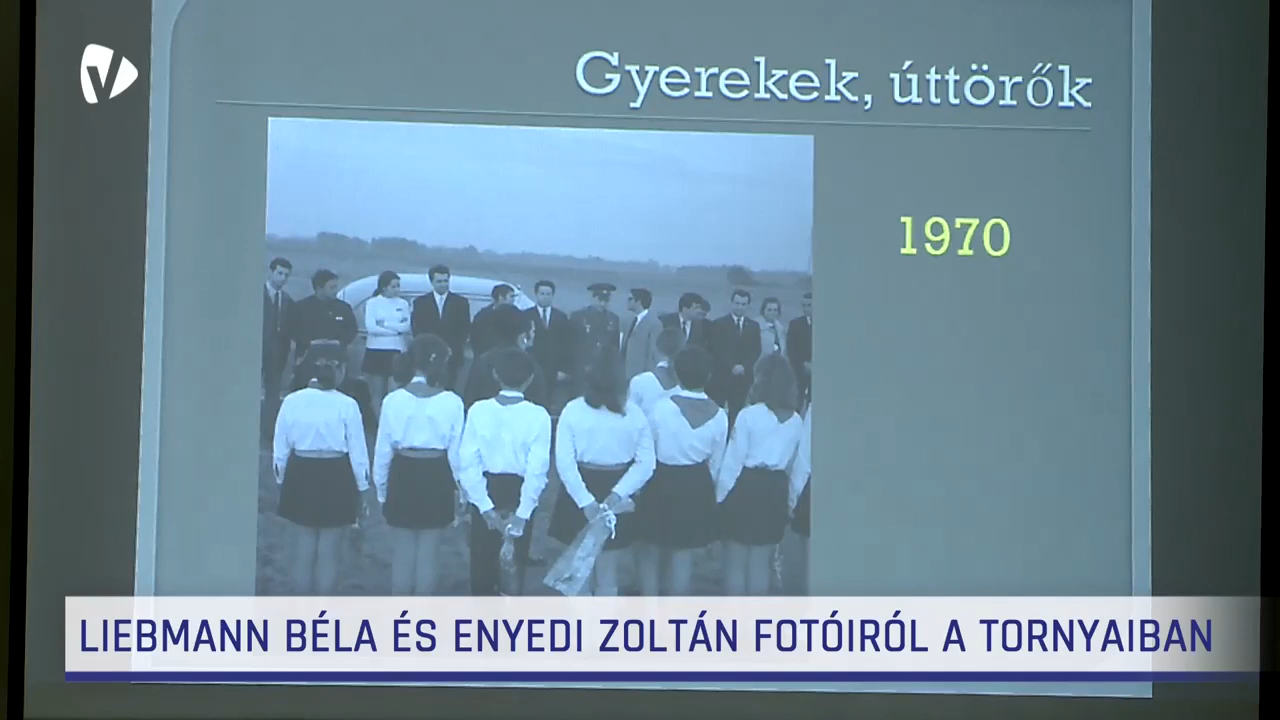 Gyerekek, úttörők
1970
LIEBMANN BÉLA ÉS ENYEDI ZOLTÁN FOTÓIRÓL A TORNYAIBAN